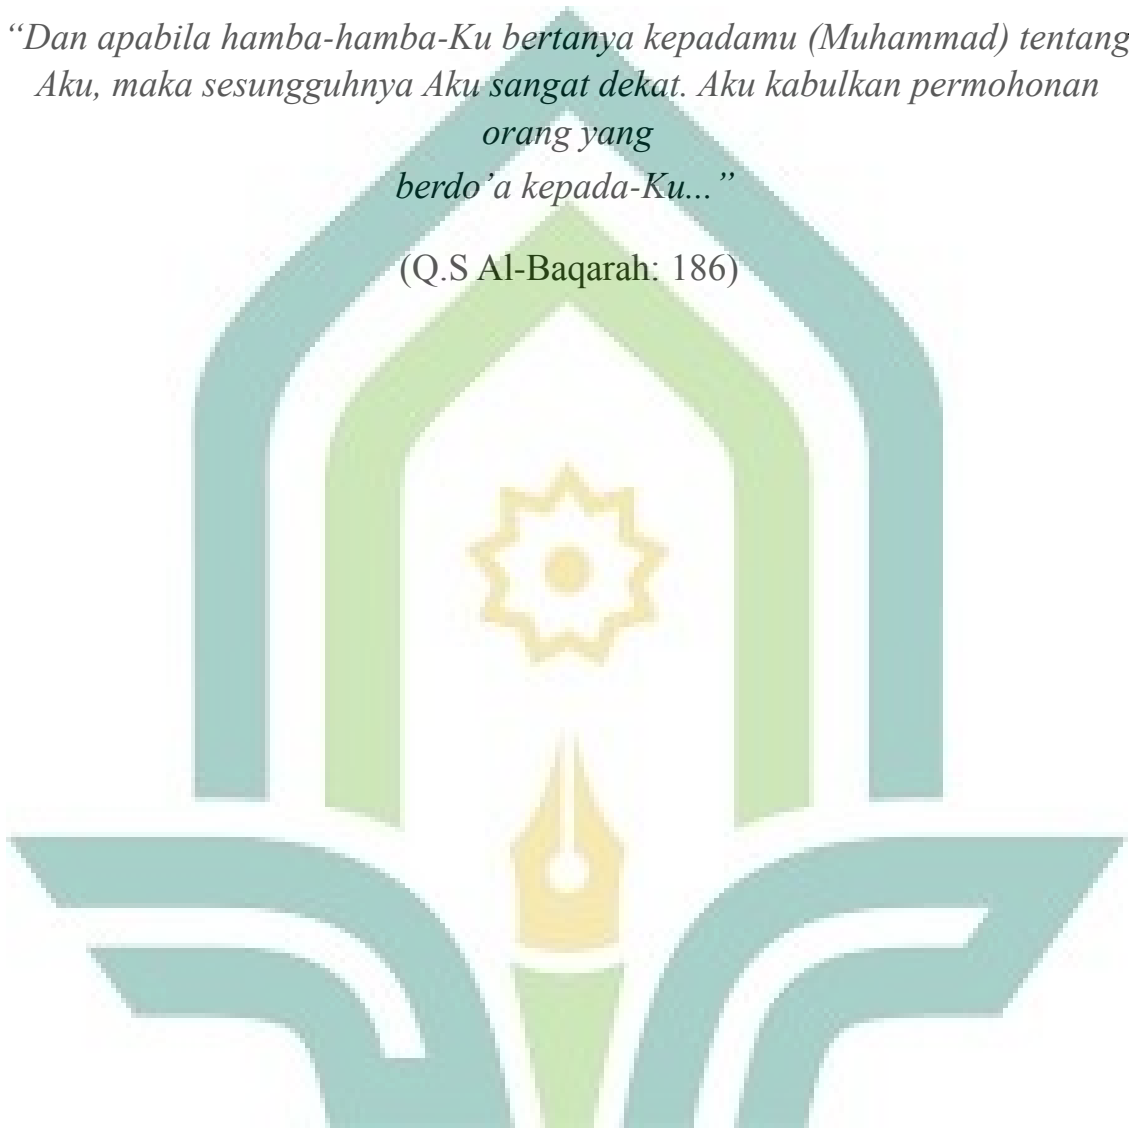 “Dan apabila hamba-hamba-Ku bertanya kepadamu (Muhammad) tentang
Aku, maka sesungguhnya Aku sangat dekat. Aku kabulkan permohonan
orang yang
berdo’a kepada-Ku...”
(Q.S Al-Baqarah: 186)